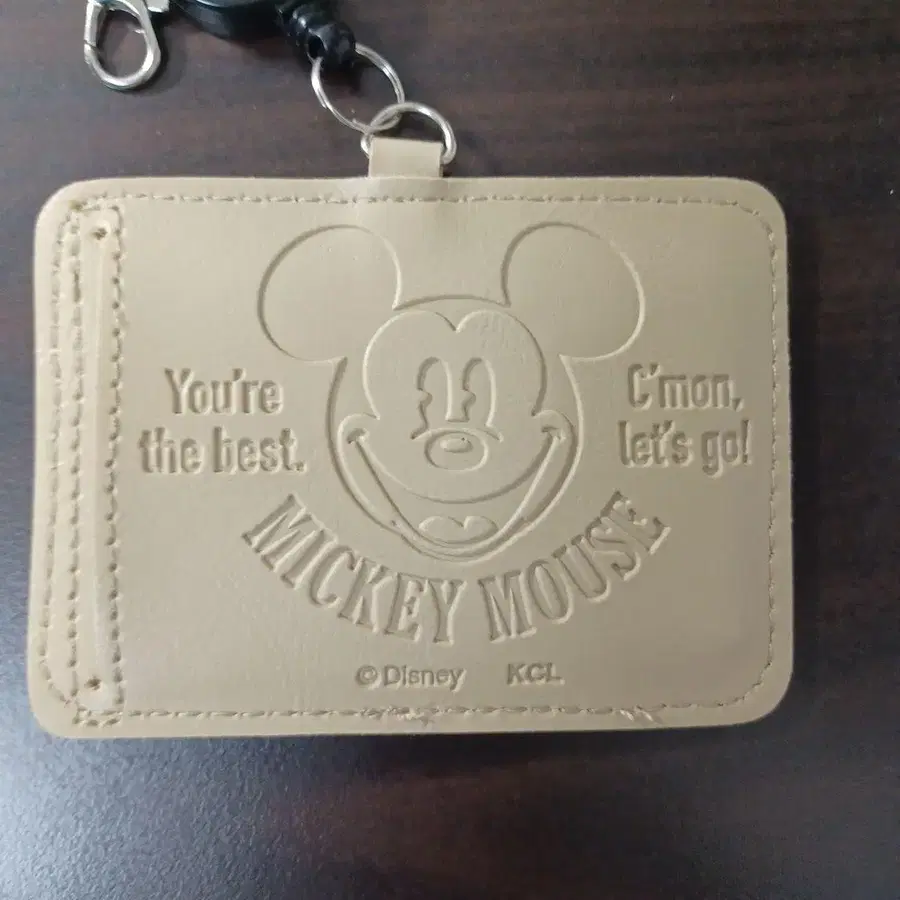 You're
the best.
C'mon,
let's go!
MICKEY MOUSE
©Disney KCL